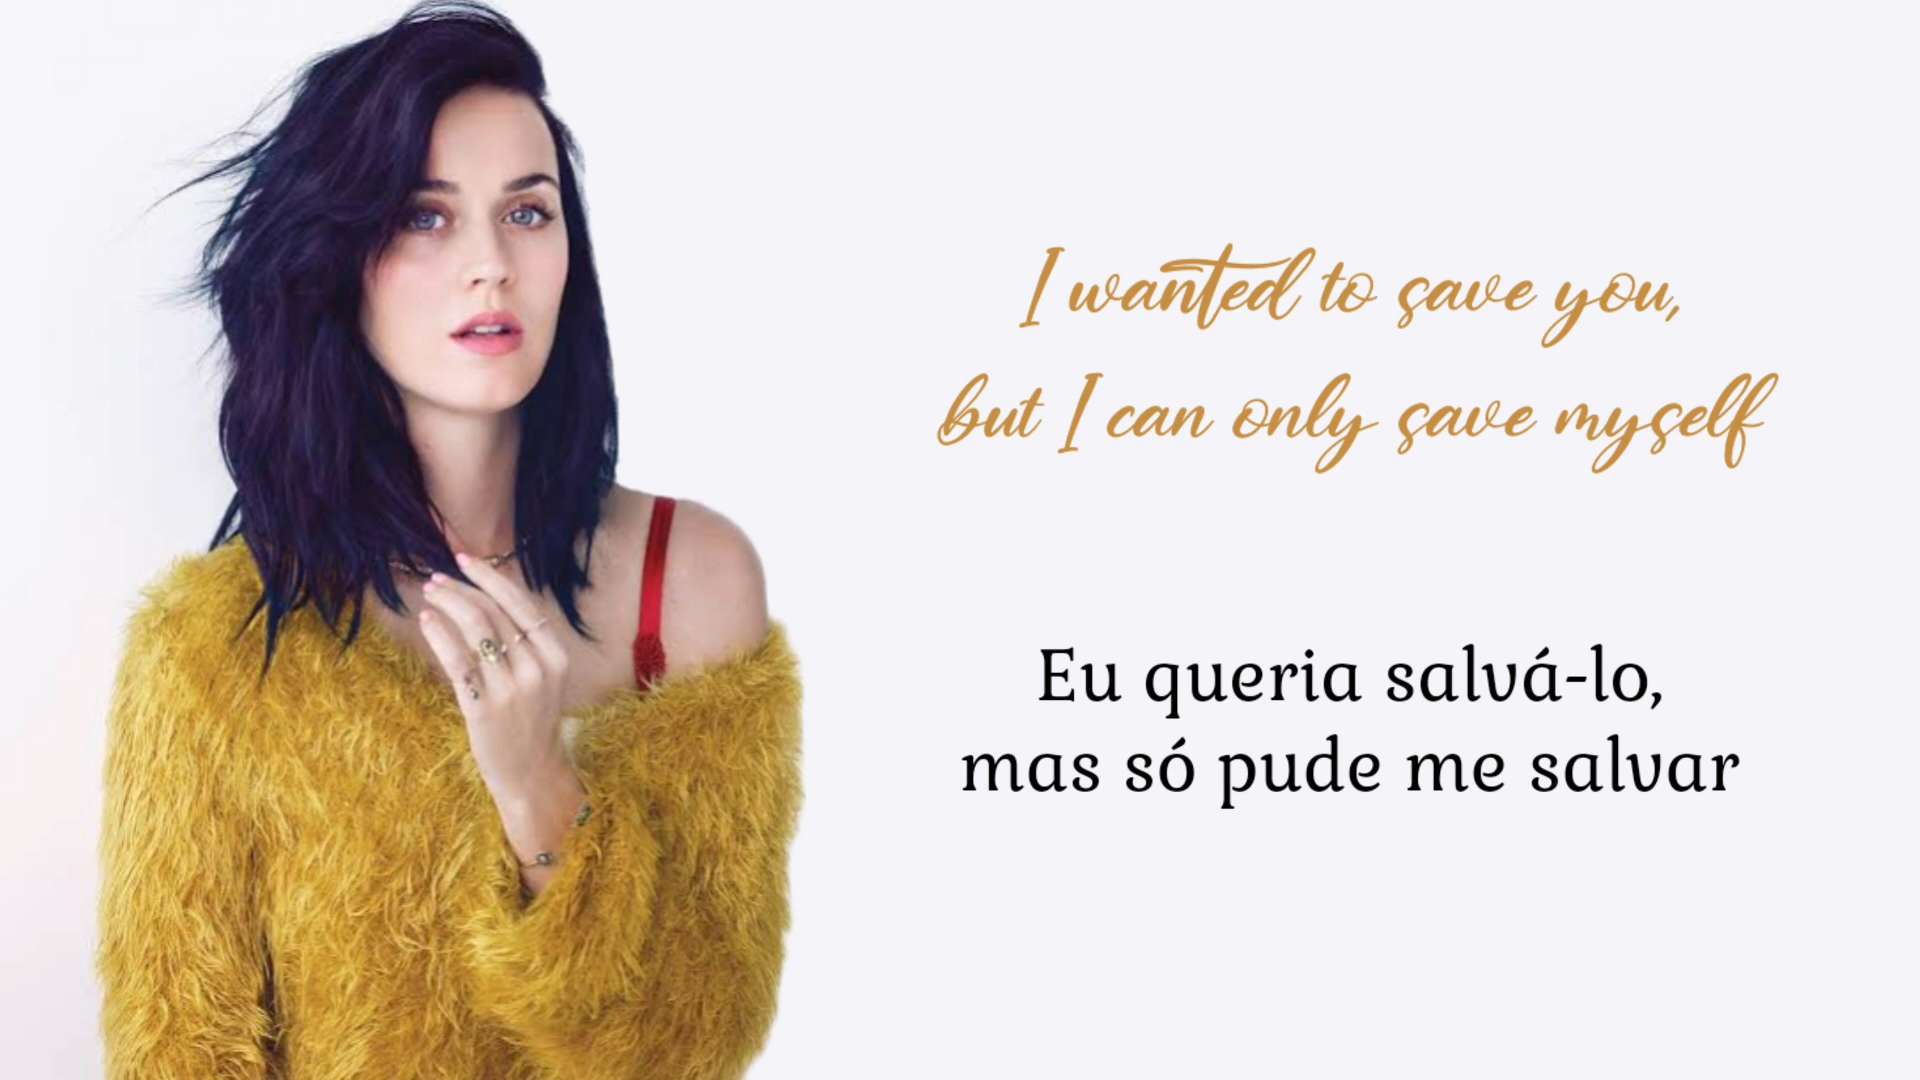 I wanted to save you,
but I can only save myself
Eu queria salvá-lo,
mas só pude me salvar